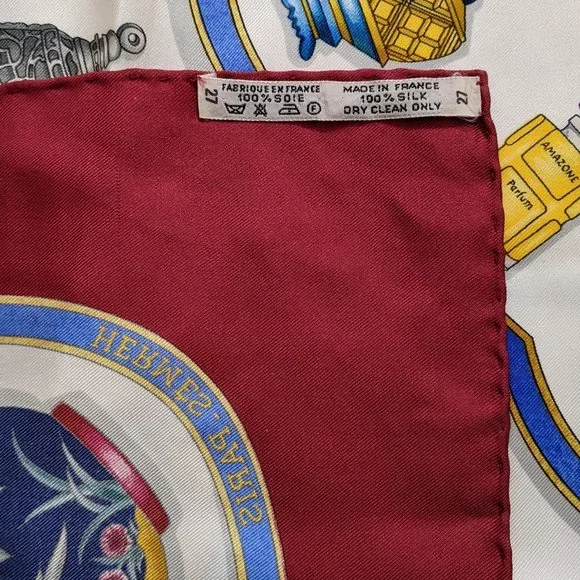 27
FABRIQUE EN FRANCE
100% SOIE
F
MADE IN FRANCE
100% SILK
DRY CLEAN ONLY
27
AMAZONE
Parfum
HERMES-PARIS